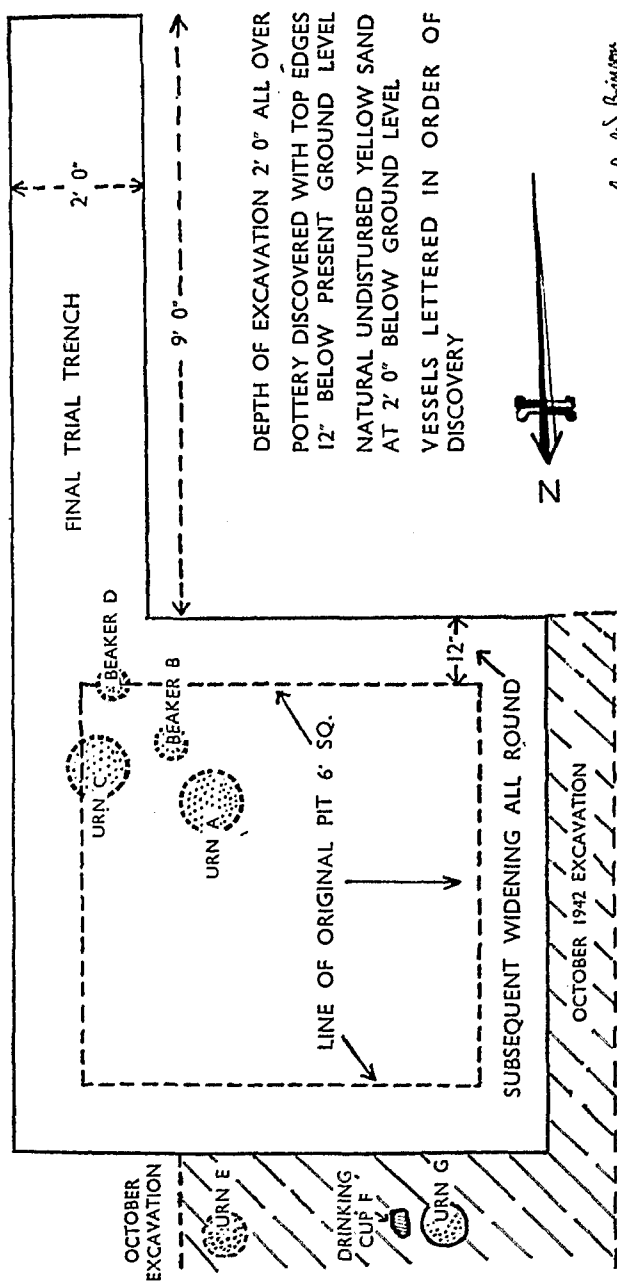 FINAL TRIAL TRENCH
2' 0"
9' 0"
URN C
BEAKER D
BEAKER B
URN A
LINE OF ORIGINAL PIT 6' SQ.
12"
SUBSEQUENT WIDENING ALL ROUND
OCTOBER 1942 EXCAVATION
OCTOBER
EXCAVATION
URN E
DRINKING
CUP F
URN G
DEPTH OF EXCAVATION 2' 0" ALL OVER
POTTERY DISCOVERED WITH TOP EDGES
12" BELOW PRESENT GROUND LEVEL
NATURAL UNDISTURBED YELLOW SAND
AT 2' 0" BELOW GROUND LEVEL
VESSELS LETTERED IN ORDER OF
DISCOVERY
N